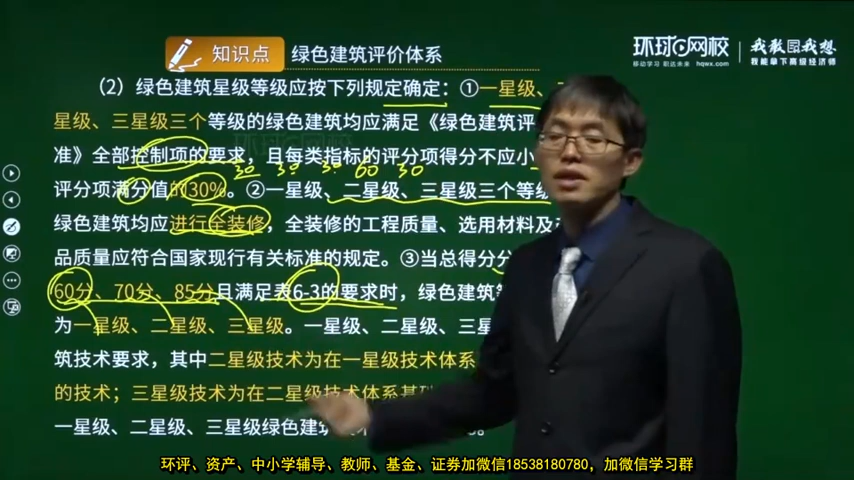 知识点 绿色建筑评价体系
环球网校
移动学习 职达未来 hqwx.com
我敢想我想
我能拿下高级经济师
（2）绿色建筑星级等级应按下列规定确定：①一星级、
星级、三星级三个等级的绿色建筑均应满足《绿色建筑评
准》全部控制项的要求，且每类指标的评分项得分不应小
30 30 30 60 30
评分项满分值的30%。②一星级、二星级、三星级三个等级
绿色建筑均应进行全装修，全装修的工程质量、选用材料及
品质量应符合国家现行有关标准的规定。③当总得分分
60分、70分、85分且满足表6-3的要求时，绿色建筑等
为一星级、二星级、三星级。一星级、二星级、三星
筑技术要求，其中二星级技术为在一星级技术体系
的技术；三星级技术为在二星级技术体系基础
一星级、二星级、三星级绿色建筑技
环评、资产、中小学辅导、教师、基金、证券加微信18538180780，加微信学习群